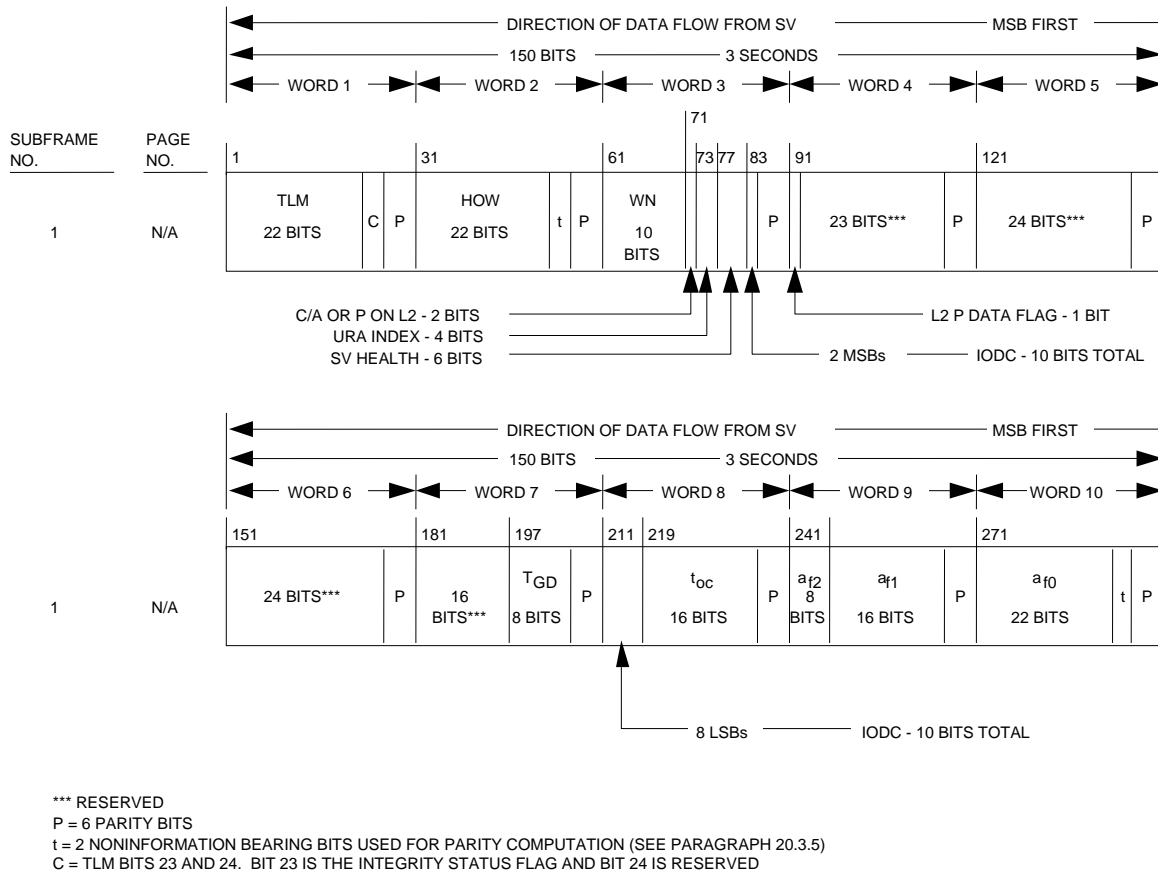 DIRECTION OF DATA FLOW FROM SV MSB FIRST
150 BITS 3 SECONDS
WORD 1 WORD 2 WORD 3 WORD 4 WORD 5
SUBFRAME NO. PAGE NO.
1 31 61 71 73 77 83 91 121
1 N/A
TLM 22 BITS C P HOW 22 BITS t P WN 10 BITS P 23 BITS*** P 24 BITS*** P
C/A OR P ON L2 - 2 BITS
URA INDEX - 4 BITS
SV HEALTH - 6 BITS
2 MSBs IODC - 10 BITS TOTAL
L2 P DATA FLAG - 1 BIT
DIRECTION OF DATA FLOW FROM SV MSB FIRST
150 BITS 3 SECONDS
WORD 6 WORD 7 WORD 8 WORD 9 WORD 10
151 181 197 211 219 241 271
1 N/A
24 BITS*** P 16 BITS*** TGD 8 BITS P toc 16 BITS P af2 8 BITS af1 16 BITS P af0 22 BITS t P
8 LSBs IODC - 10 BITS TOTAL
*** RESERVED
P = 6 PARITY BITS
t = 2 NONINFORMATION BEARING BITS USED FOR PARITY COMPUTATION (SEE PARAGRAPH 20.3.5)
C = TLM BITS 23 AND 24. BIT 23 IS THE INTEGRITY STATUS FLAG AND BIT 24 IS RESERVED